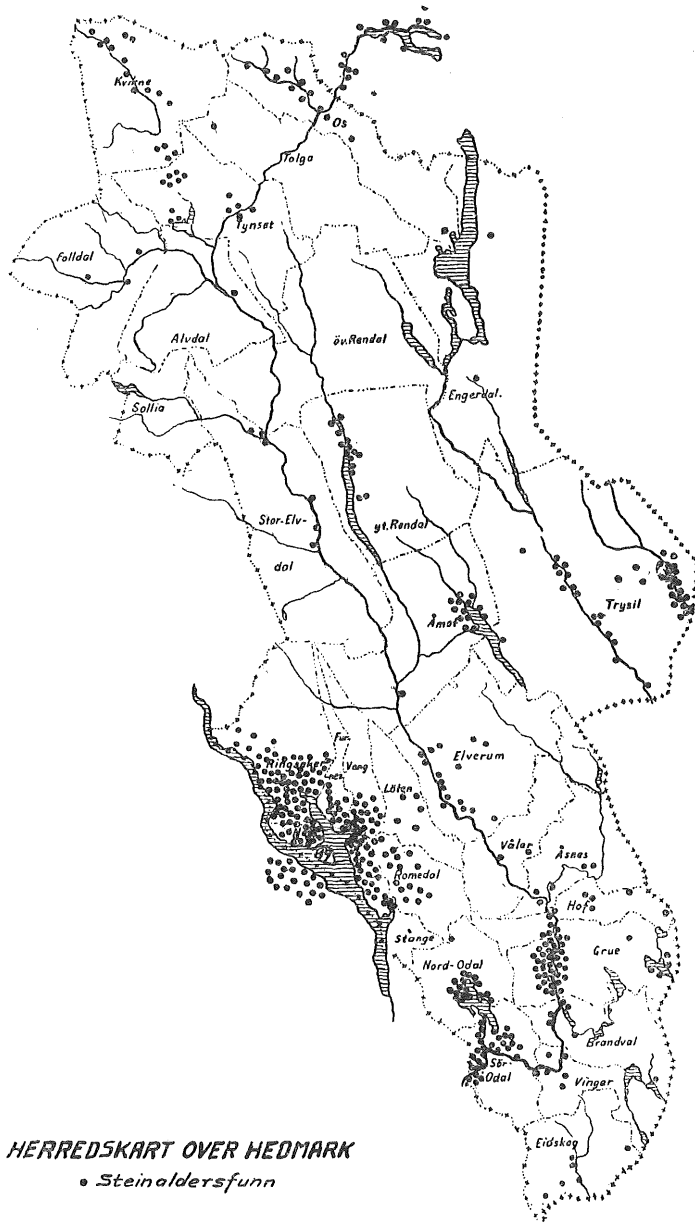 Kvikne
Os
Tolga
Tynset
Folldal
Alvdal
öv. Rendal
Engerdal.
Sollia
Stor-Elv-
dal
yt. Rendal
Trysil
Åmot
Elverum
Fur-
nes
Vang
Ringsaker
Löten
Våler
Åsnes
Romedal
Hof
Stange
Grue
Nord-Odal
Brandval
Sör-
Odal
Vinger
Eidskog
HERREDSKART OVER HEDMARK
Steinaldersfunn